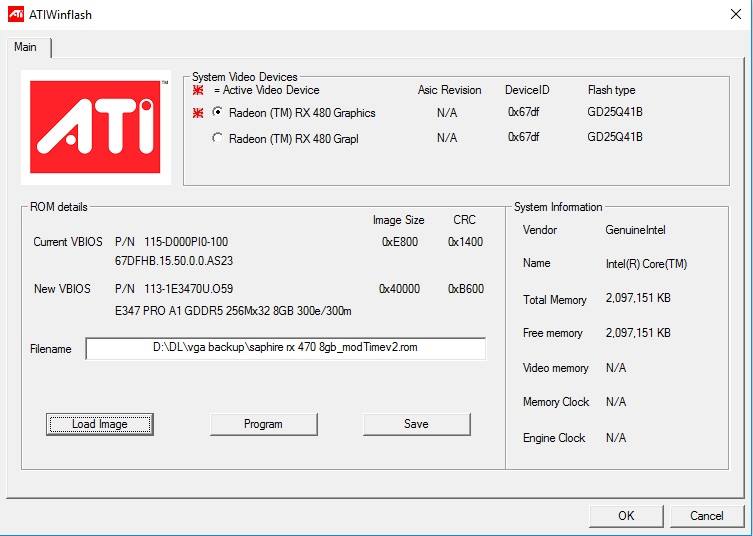 ATI ATIWinflash
Main
ATI TM
System Video Devices
= Active Video Device Asic Revision DeviceID Flash type
Radeon (TM) RX 480 Graphics N/A 0x67df GD25Q41B
Radeon (TM) RX 480 Grapl N/A 0x67df GD25Q41B
ROM details
Image Size CRC
Current VBIOS P/N 115-D000PI0-100 0xE800 0x1400
67DFHB.15.50.0.0.AS23
New VBIOS P/N 113-1E3470U.O59 0x40000 0xB600
E347 PRO A1 GDDR5 256Mx32 8GB 300e/300m
Filename D:\DL\vga backup\saphire rx 470 8gb_modTimev2.rom
Load Image Program Save
System Information
Vendor GenuineIntel
Name Intel(R) Core(TM)
Total Memory 2,097,151 KB
Free memory 2,097,151 KB
Video memory N/A
Memory Clock N/A
Engine Clock N/A
OK Cancel